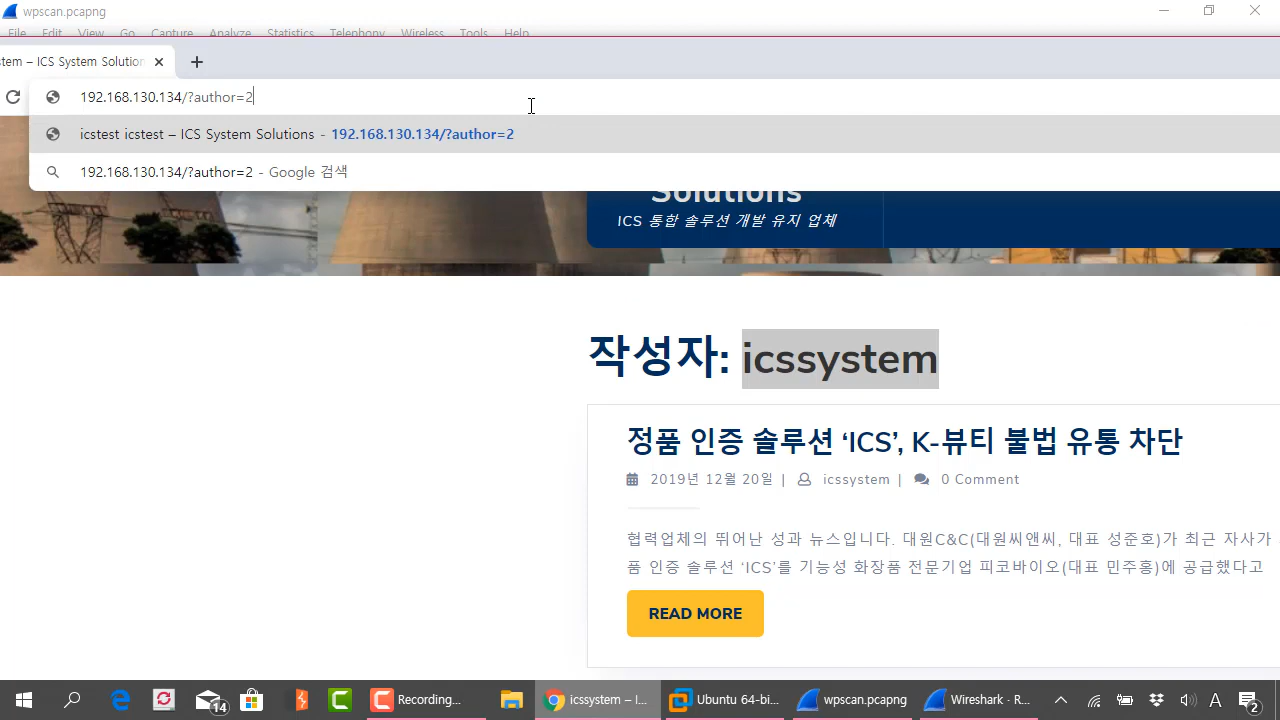 wpscan.pcapng
File Edit View Go Capture Analyze Statistics Telephony Wireless Tools Help
stem – ICS System Solution
192.168.130.134/?author=2
icstest icstest – ICS System Solutions - 192.168.130.134/?author=2
192.168.130.134/?author=2 - Google 검색
Solutions
ICS 통합 솔루션 개발 유지 업체
작성자: icssystem
정품 인증 솔루션 ‘ICS’, K-뷰티 불법 유통 차단
2019년 12월 20일 | icssystem | 0 Comment
협력업체의 뛰어난 성과 뉴스입니다. 대원C&C(대원씨앤씨, 대표 성준호)가 최근 자사가
품 인증 솔루션 ‘ICS’를 기능성 화장품 전문기업 피코바이오(대표 민주홍)에 공급했다고
READ MORE
14 Recording... icssystem – I... Ubuntu 64-bi... wpscan.pcapng Wireshark · R... A 2